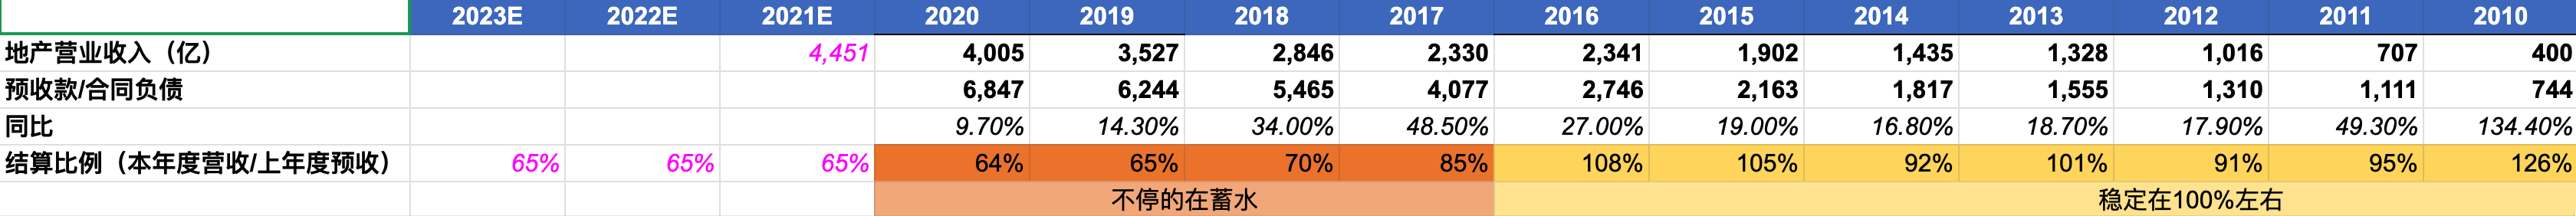 2023E 2022E 2021E 2020 2019 2018 2017 2016 2015 2014 2013 2012 2011 2010
地产营业收入（亿） 4,451 4,005 3,527 2,846 2,330 2,341 1,902 1,435 1,328 1,016 707 400
预收款/合同负债 6,847 6,244 5,465 4,077 2,746 2,163 1,817 1,555 1,310 1,111 744
同比 9.70% 14.30% 34.00% 48.50% 27.00% 19.00% 16.80% 18.70% 17.90% 49.30% 134.40%
结算比例（本年度营收/上年度预收） 65% 65% 65% 64% 65% 70% 85% 108% 105% 92% 101% 91% 95% 126%
不停的在蓄水 稳定在100%左右